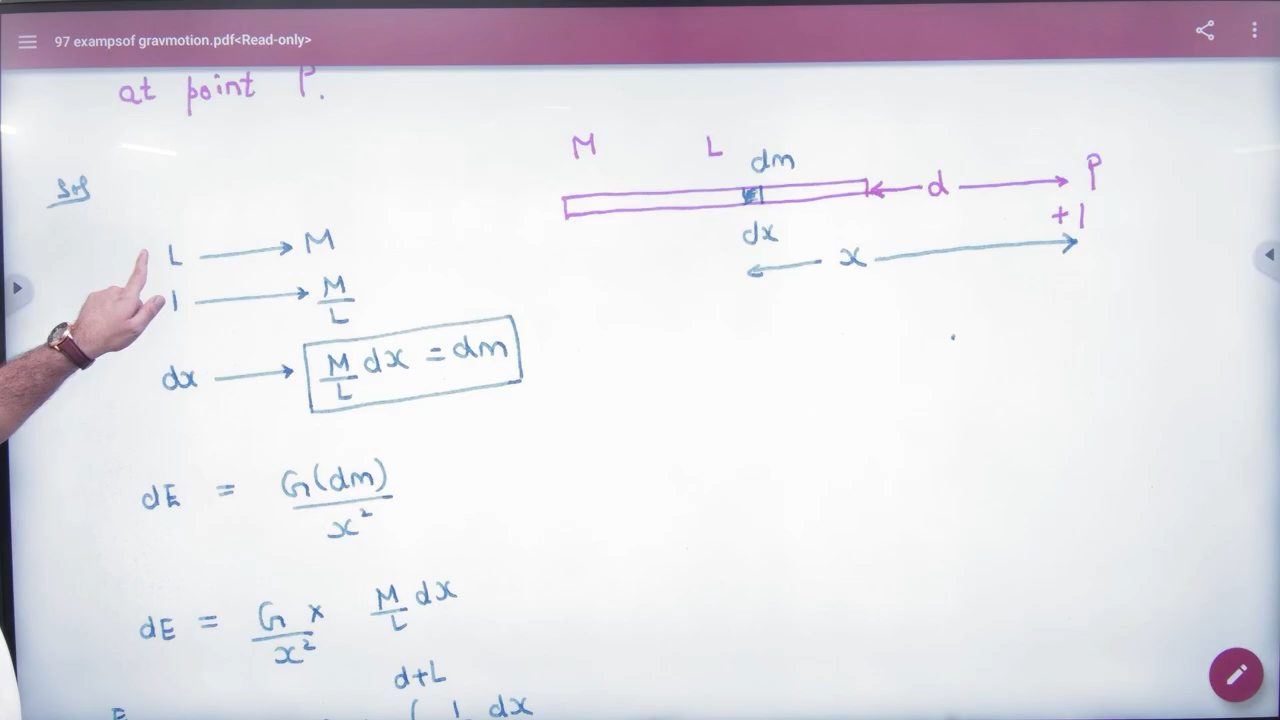 97 exampsof gravmotion.pdf<Read-only>
at point P.
M L dm P
d
+1
dx
x
Sol
L → M
1 → M/L
dx → M/L dx = dm
dE = G(dm)/x²
dE = G/x² × M/L dx
d+L
dx